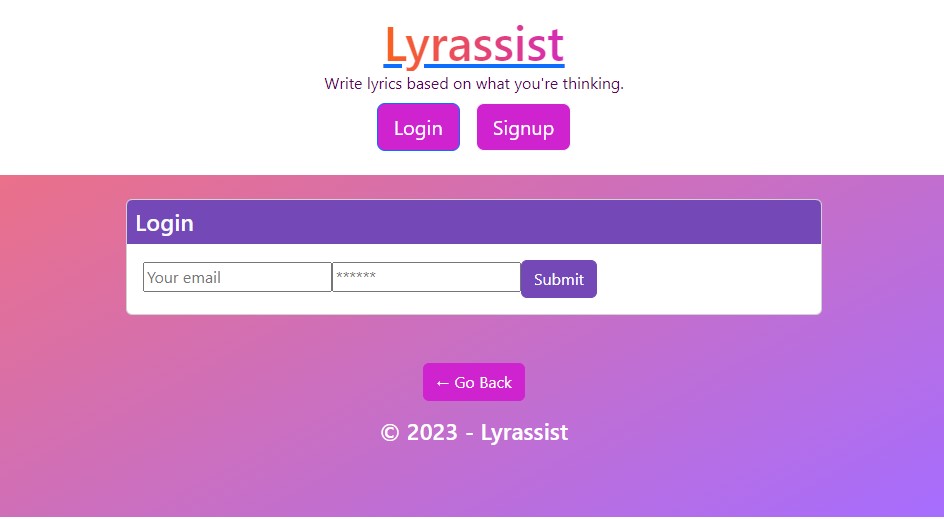 Lyrassist
Write lyrics based on what you're thinking.
Login Signup
Login
Your email ****** Submit
← Go Back
© 2023 - Lyrassist